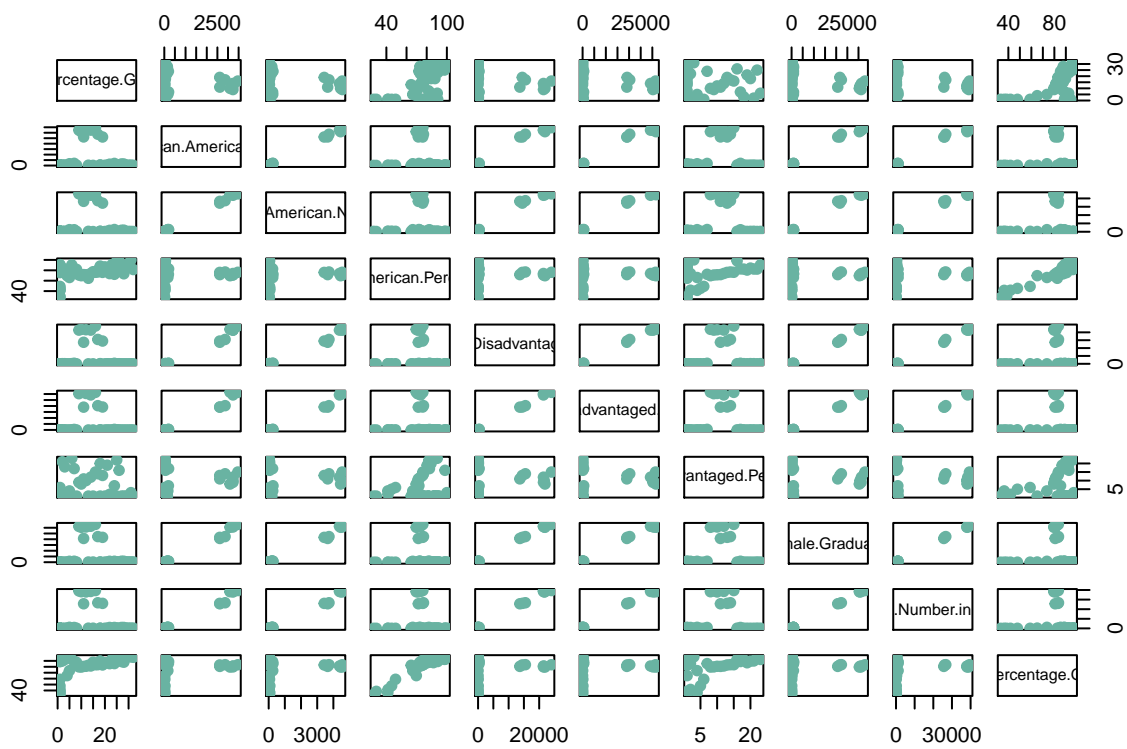 0 2500 40 100 0 25000 0 25000 40 80
rcentage.G 0 30
0 an.America
American.N 0
40 nerican.Per
Disadvantag 0
0 dvantaged.
vantaged.Pe 5
0 nale.Gradua
.Number.in 0
40 ercentage.G
0 20 0 3000 0 20000 5 20 0 30000